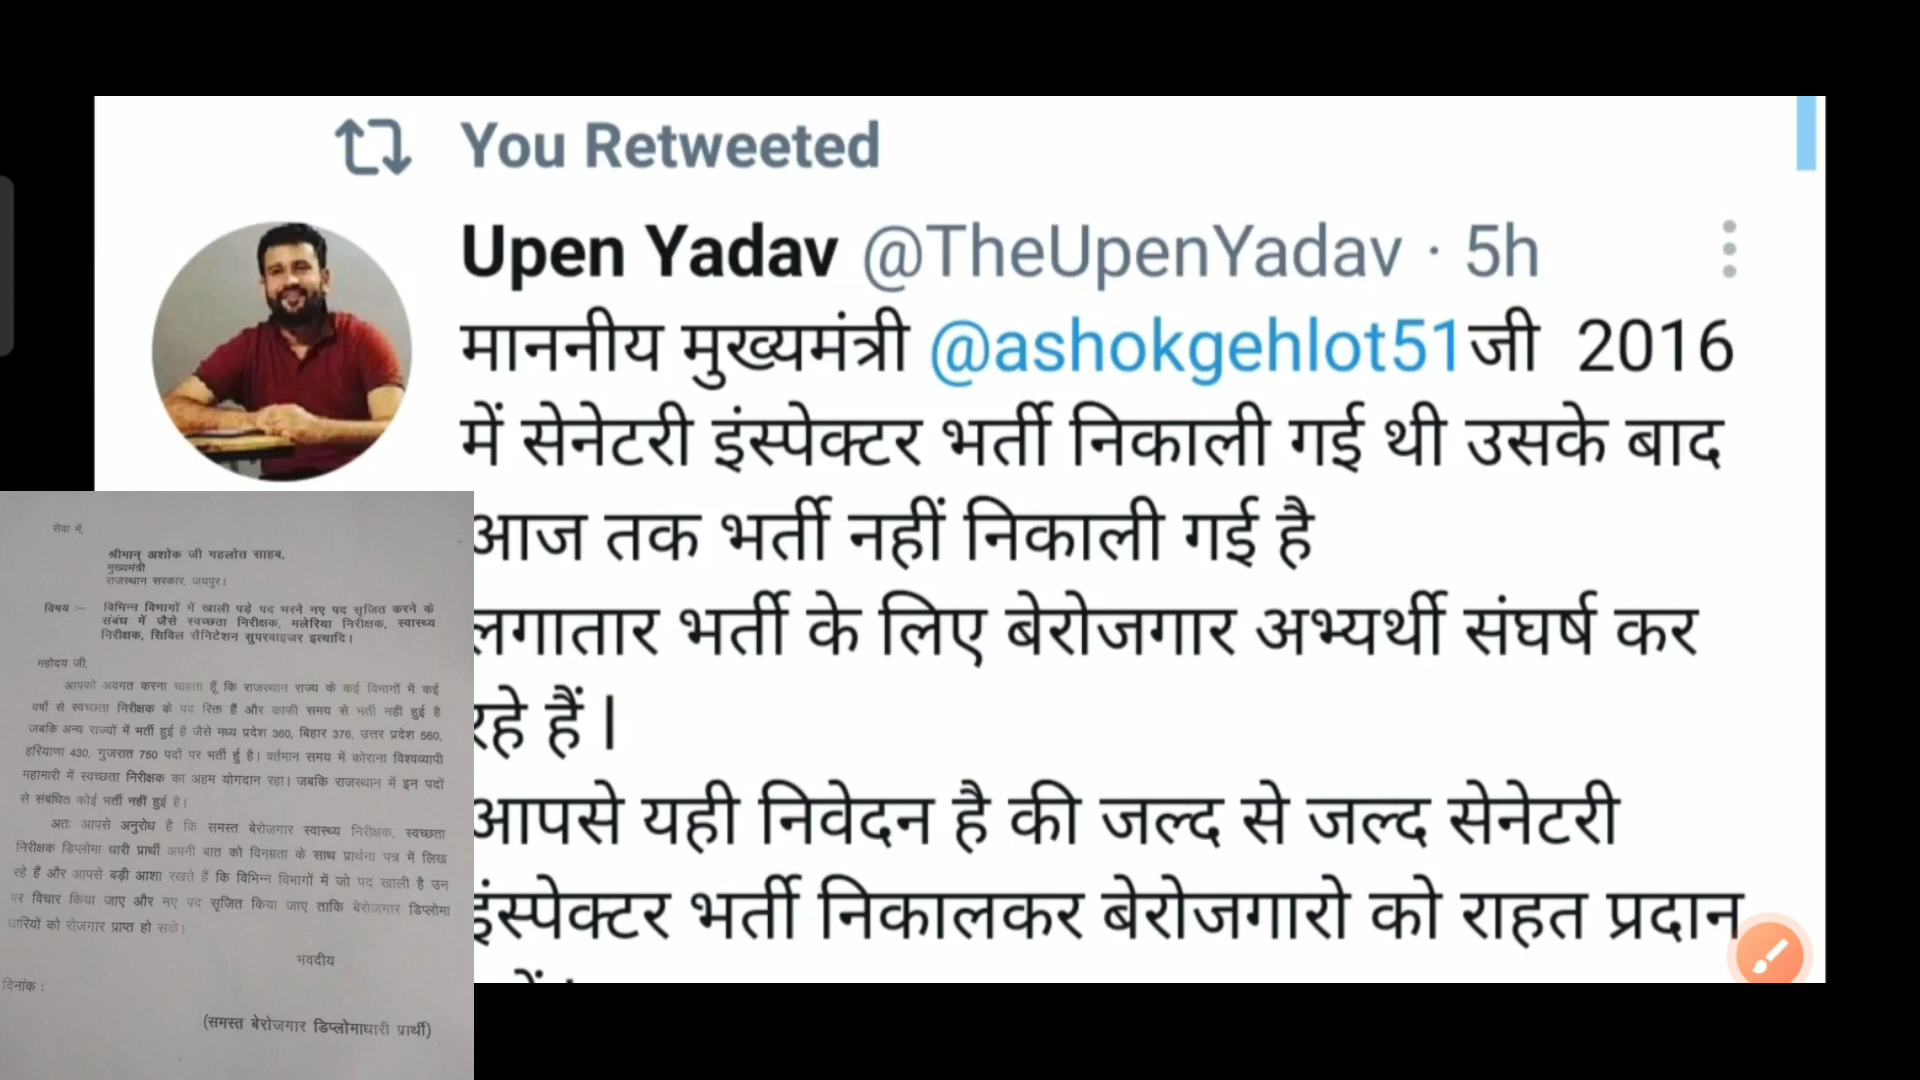 You Retweeted
Upen Yadav @TheUpenYadav · 5h
माननीय मुख्यमंत्री @ashokgehlot51जी 2016
में सेनेटरी इंस्पेक्टर भर्ती निकाली गई थी उसके बाद
आज तक भर्ती नहीं निकाली गई है
लगातार भर्ती के लिए बेरोजगार अभ्यर्थी संघर्ष कर
रहे हैं।
आपसे यही निवेदन है की जल्द से जल्द सेनेटरी
इंस्पेक्टर भर्ती निकालकर बेरोजगारो को राहत प्रदान
सेवा में,
श्रीमान् अशोक जी गहलोत साहब,
मुख्यमंत्री
राजस्थान सरकार, जयपुर।
विषय :– विभिन्न विभागों में खाली पड़े पद भरने नए पद सृजित करने के
संबंध में जैसे स्वच्छता निरीक्षक, मलेरिया निरीक्षक, स्वास्थ्य
निरीक्षक, सिविल सैनिटेशन सुपरवाइजर इत्यादि।
महोदय जी,
आपको अवगत करना चाहता हूँ कि राजस्थान राज्य के कई विभागों में कई
वर्षों से स्वच्छता निरीक्षक के पद रिक्त हैं और काफी समय से भर्ती नहीं हुई है
जबकि अन्य राज्यों में भर्ती हुई है जैसे मध्य प्रदेश 360, बिहार 376, उत्तर प्रदेश 560,
हरियाणा 430, गुजरात 750 पदों पर भर्ती र्हु है। वर्तमान समय में कोराना विश्वव्यापी
महामारी में स्वच्छता निरीक्षक का अहम योगदान रहा। जबकि राजस्थान में इन पदों
से संबंधित कोई भर्ती नहीं हुई है।
अतः आपसे अनुरोध है कि समस्त बेरोजगार स्वास्थ्य निरीक्षक, स्वच्छता
निरीक्षक डिप्लोमा धारी प्रार्थी अपनी बात को विनम्रता के साथ प्रार्थना पत्र में लिख
रहे हैं और आपसे बड़ी आशा रखते हैं कि विभिन्न विभागों में जो पद खाली है उन
पर विचार किया जाए और नए पद सृजित किया जाए ताकि बेरोजगार डिप्लोमा
धारियों को रोजगार प्राप्त हो सके।
भवदीय
दिनांक :
(समस्त बेरोजगार डिप्लोमाधारी प्रार्थी)